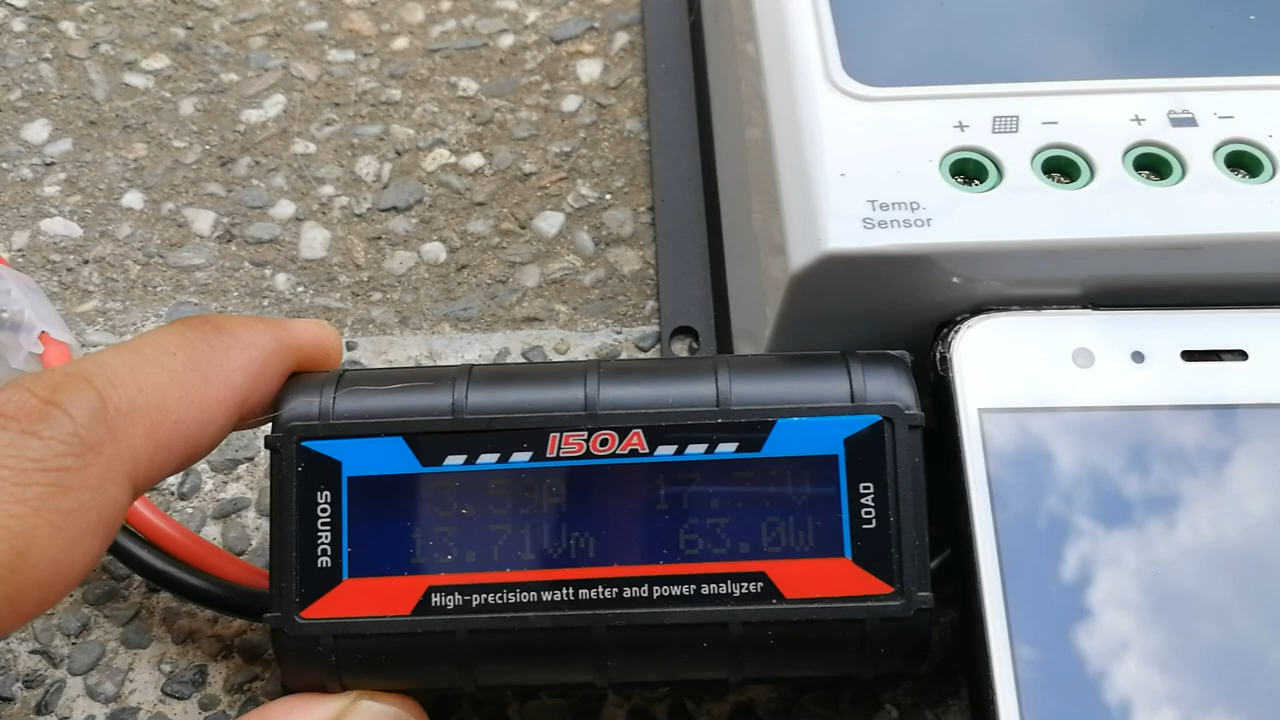 + − + −
Temp.
Sensor
150A
SOURCE
LOAD
13.71Vm 63.0W
High-precision watt meter and power analyzer